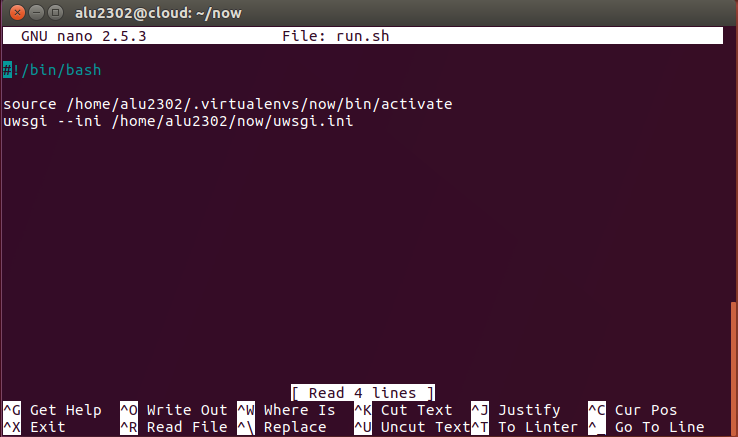 alu2302@cloud: ~/now
GNU nano 2.5.3 File: run.sh
#!/bin/bash
source /home/alu2302/.virtualenvs/now/bin/activate
uwsgi --ini /home/alu2302/now/uwsgi.ini
[ Read 4 lines ]
^G Get Help ^O Write Out ^W Where Is ^K Cut Text ^J Justify ^C Cur Pos
^X Exit ^R Read File ^\ Replace ^U Uncut Text ^T To Linter ^_ Go To Line